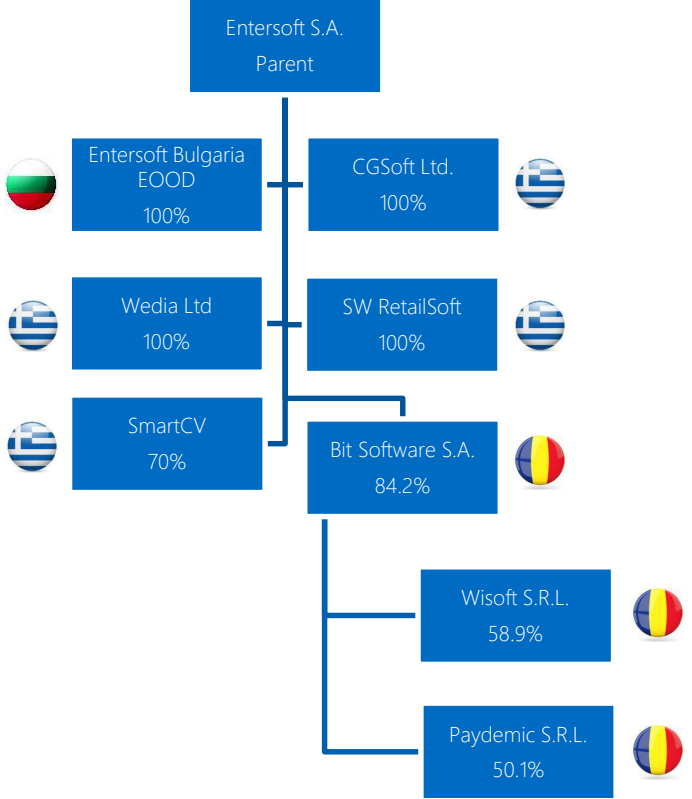 Entersoft S.A.
Parent
Entersoft Bulgaria
EOOD
100%
CGSoft Ltd.
100%
Wedia Ltd
100%
SW RetailSoft
100%
SmartCV
70%
Bit Software S.A.
84.2%
Wisoft S.R.L.
58.9%
Paydemic S.R.L.
50.1%